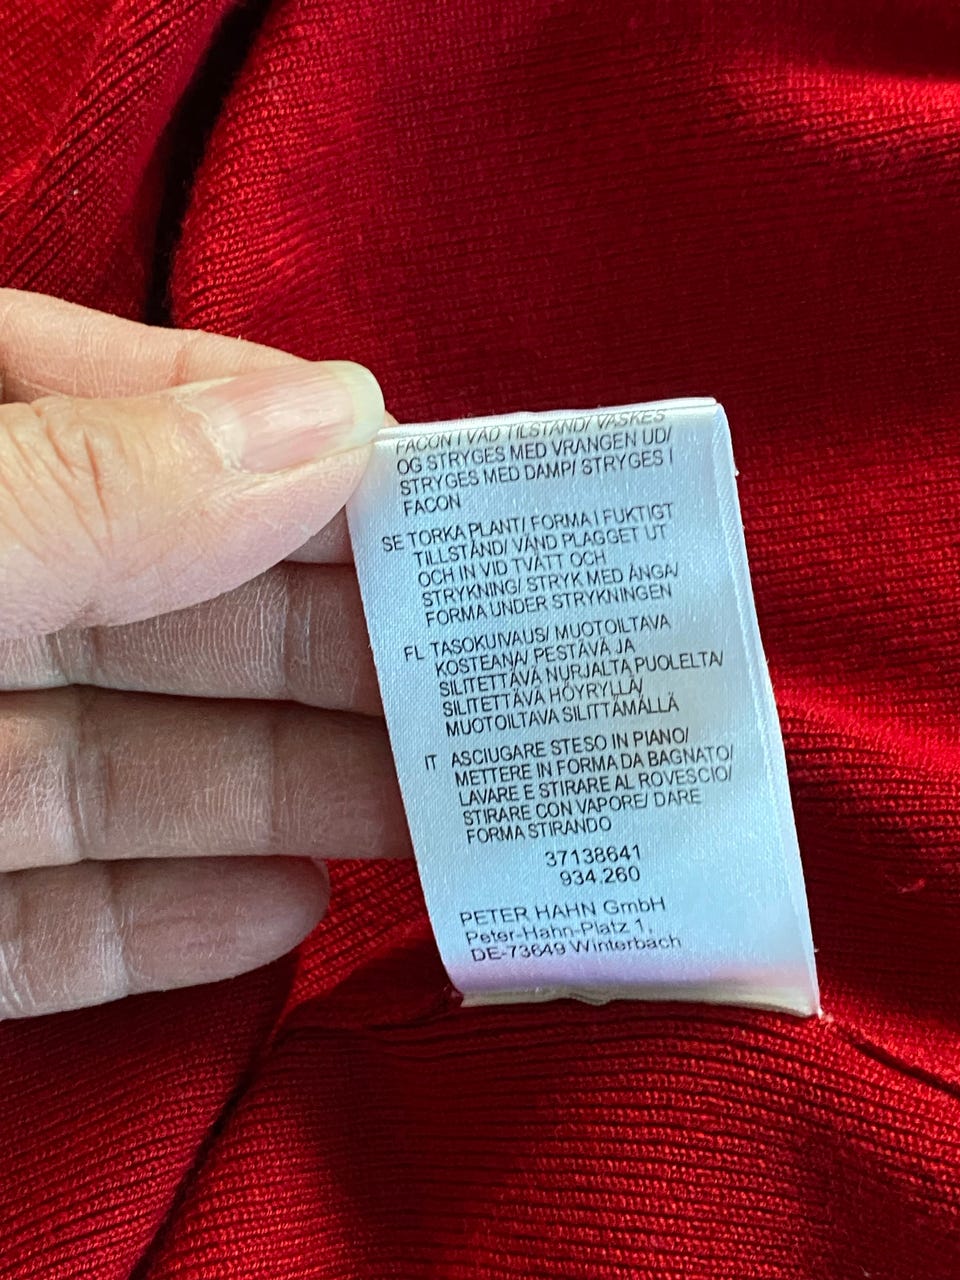 FACON I VÅD TILSTAND/ VASKES
OG STRYGES MED VRANGEN UD/
STRYGES MED DAMP/ STRYGES I
FACON
SE TORKA PLANT/ FORMA I FUKTIGT
TILLSTÅND/ VÄND PLAGGET UT
OCH IN VID TVÄTT OCH
STRYKNING/ STRYK MED ÅNGA/
FORMA UNDER STRYKNINGEN
FL TASOKUIVAUS/ MUOTOILTAVA
KOSTEANA/ PESTÄVÄ JA
SILITETTÄVÄ NURJALTA PUOLELTA/
SILITETTÄVÄ HÖYRYLLÄ/
MUOTOILTAVA SILITTÄMÄLLÄ
IT ASCIUGARE STESO IN PIANO/
METTERE IN FORMA DA BAGNATO/
LAVARE E STIRARE AL ROVESCIO/
STIRARE CON VAPORE/ DARE
FORMA STIRANDO
37138641
934.260
PETER HAHN GmbH
Peter-Hahn-Platz 1,
DE-73649 Winterbach